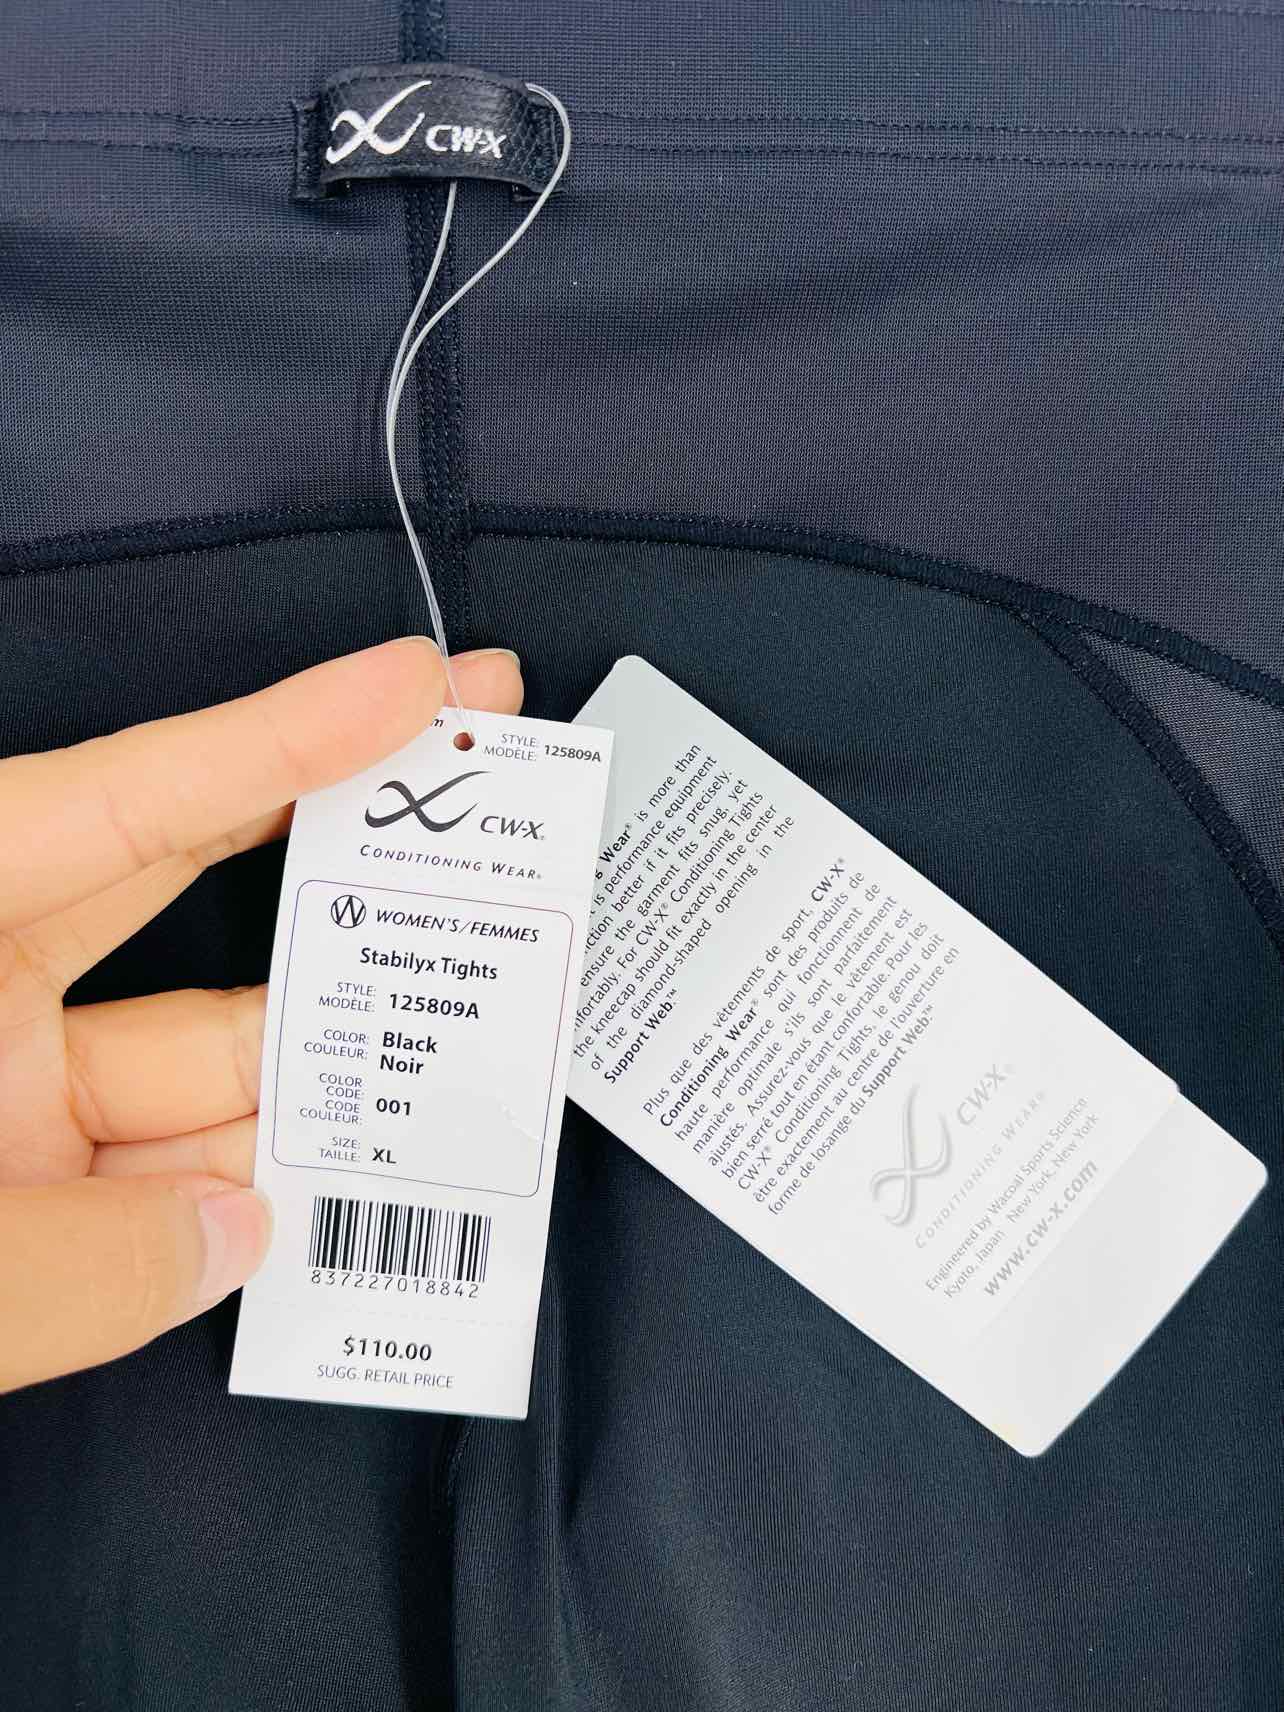 CW-X
m
STYLE:
MODÈLE: 125809A
CW-X®
CONDITIONING WEAR®
W WOMEN'S/FEMMES
Stabilyx Tights
STYLE:
MODÈLE: 125809A
COLOR: Black
COULEUR: Noir
COLOR
CODE:
CODE 001
COULEUR:
SIZE:
TAILLE: XL
837227018842
$110.00
SUGG. RETAIL PRICE
g Wear® is more than
is performance equipment
nction better if it fits precisely.
ensure the garment fits snug, yet
mfortably. For CW-X® Conditioning Tights
the kneecap should fit exactly in the center
of the diamond-shaped opening in the
Support Web.™
Plus que des vêtements de sport, CW-X®
Conditioning Wear® sont des produits de
haute performance qui fonctionnent de
manière optimale s'ils sont parfaitement
ajustés. Assurez-vous que le vêtement est
bien serré tout en étant confortable. Pour les
CW-X® Conditioning Tights, le genou doit
être exactement au centre de l'ouverture en
forme de losange du Support Web.™
CW-X®
CONDITIONING WEAR®
Engineered by Wacoal Sports Science
Kyoto, Japan New York, New York
www.cw-x.com